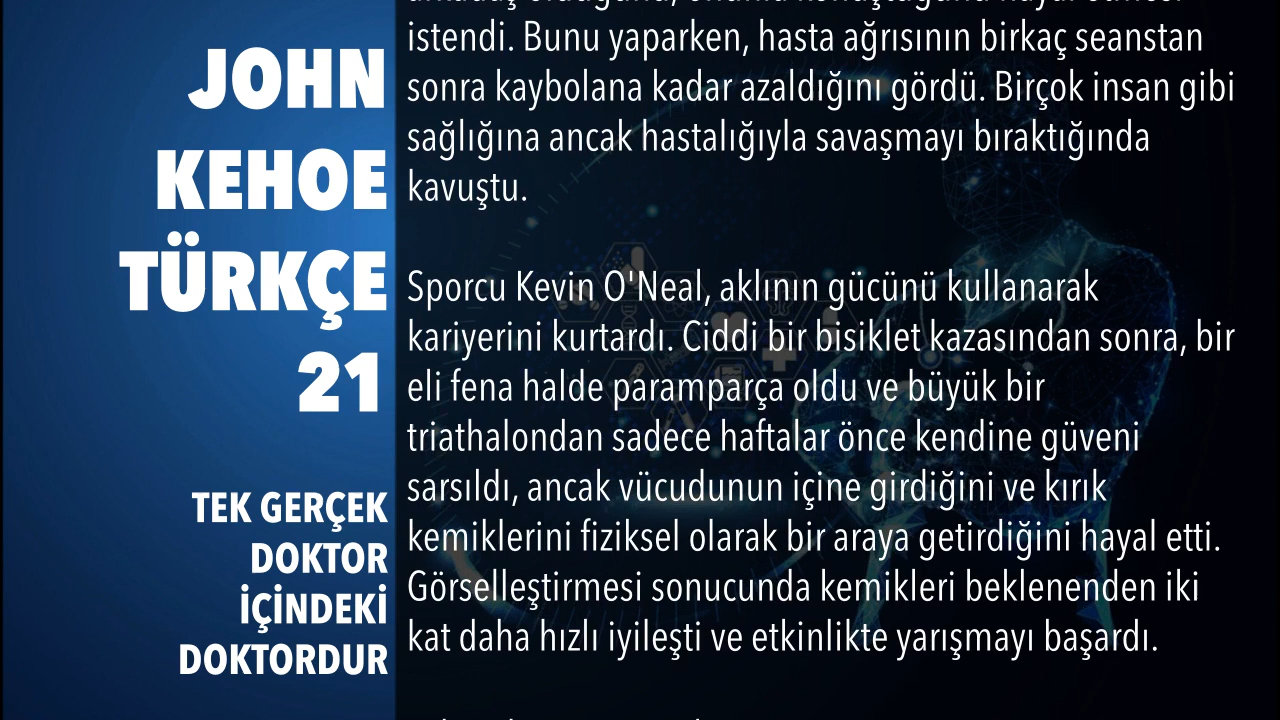 JOHN
KEHOE
TÜRKÇE
21
TEK GERÇEK
DOKTOR
İÇİNDEKİ
DOKTORDUR
istendi. Bunu yaparken, hasta ağrısının birkaç seanstan
sonra kaybolana kadar azaldığını gördü. Birçok insan gibi
sağlığına ancak hastalığıyla savaşmayı bıraktığında
kavuştu.
Sporcu Kevin O'Neal, aklının gücünü kullanarak
kariyerini kurtardı. Ciddi bir bisiklet kazasından sonra, bir
eli fena halde paramparça oldu ve büyük bir
triathalondan sadece haftalar önce kendine güveni
sarsıldı, ancak vücudunun içine girdiğini ve kırık
kemiklerini fiziksel olarak bir araya getirdiğini hayal etti.
Görselleştirmesi sonucunda kemikleri beklenenden iki
kat daha hızlı iyileşti ve etkinlikte yarışmayı başardı.